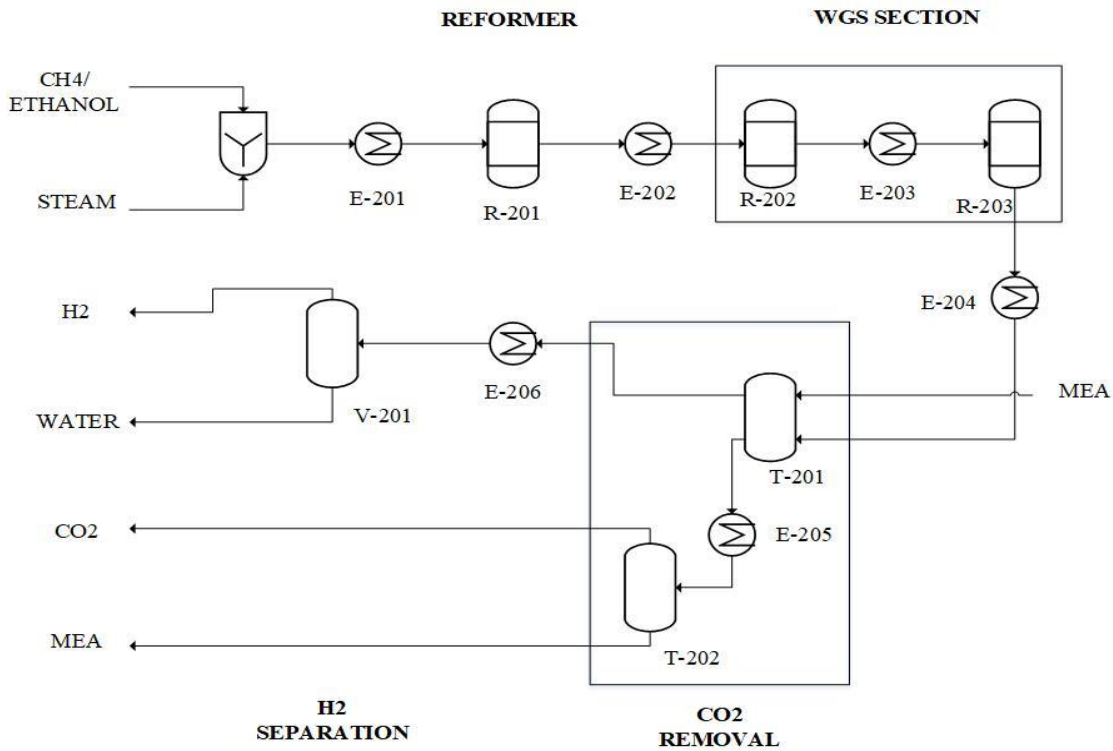 REFORMER
WGS SECTION
CH4/
ETHANOL
STEAM
E-201
R-201
E-202
R-202
E-203
R-203
E-204
H2
WATER
V-201
E-206
MEA
T-201
E-205
CO2
MEA
T-202
H2
SEPARATION
CO2
REMOVAL